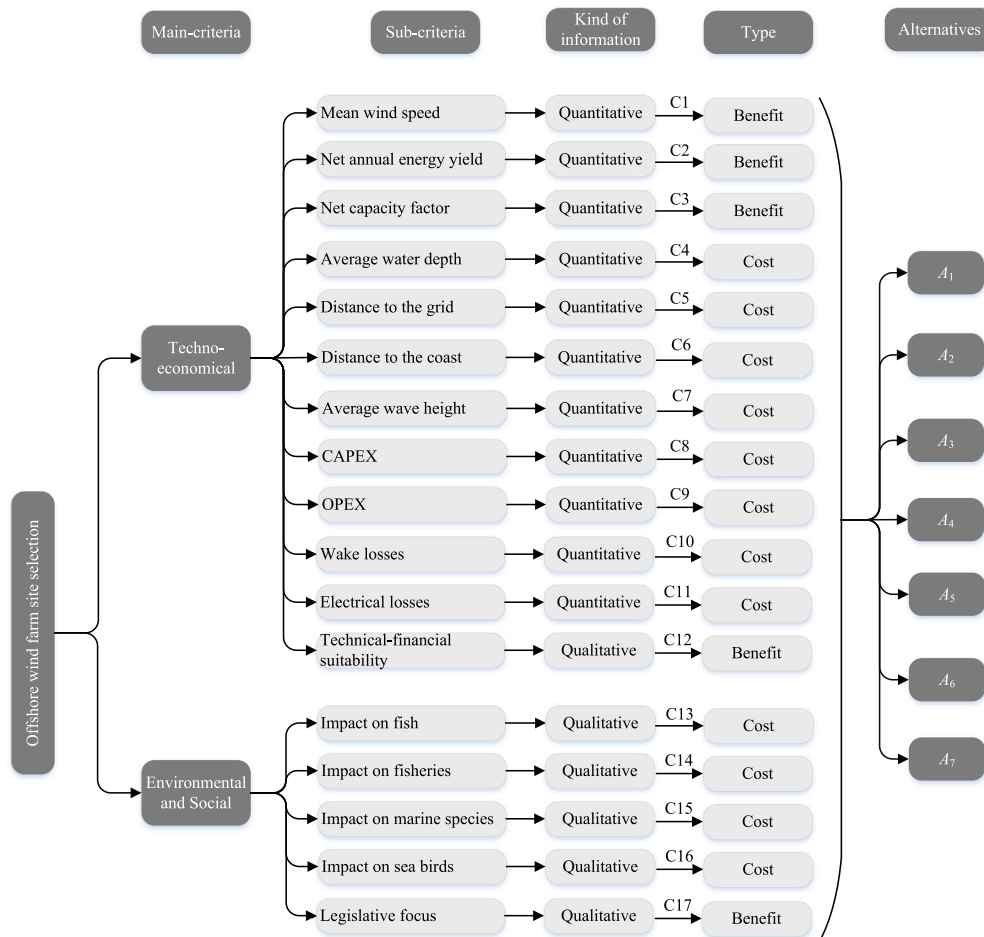 Main-criteria
Sub-criteria
Kind of
information
Type
Alternatives
Offshore wind farm site selection
Techno-
economical
Mean wind speed
Quantitative
C1
Benefit
Net annual energy yield
Quantitative
C2
Benefit
Net capacity factor
Quantitative
C3
Benefit
Average water depth
Quantitative
C4
Cost
Distance to the grid
Quantitative
C5
Cost
Distance to the coast
Quantitative
C6
Cost
Average wave height
Quantitative
C7
Cost
CAPEX
Quantitative
C8
Cost
OPEX
Quantitative
C9
Cost
Wake losses
Quantitative
C10
Cost
Electrical losses
Quantitative
C11
Cost
Technical-financial
suitability
Qualitative
C12
Benefit
Environmental
and Social
Impact on fish
Qualitative
C13
Cost
Impact on fisheries
Qualitative
C14
Cost
Impact on marine species
Qualitative
C15
Cost
Impact on sea birds
Qualitative
C16
Cost
Legislative focus
Qualitative
C17
Benefit
A1
A2
A3
A4
A5
A6
A7